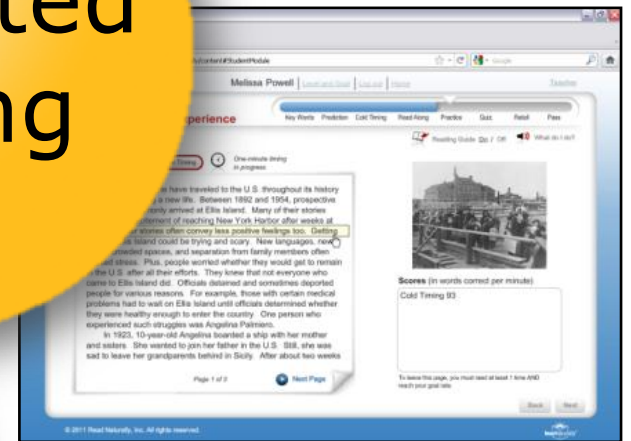 ted
ng
ts/content#StudentModule
Google
Melissa Powell Level and Goal Log out Home Teacher
xperience
Key Words Prediction Cold Timing Read Along Practice Quiz Retell Pass
Reading Guide On / Off What do I do?
Timing One-minute timing
in progress.
have traveled to the U.S. throughout its history
a new life. Between 1892 and 1954, prospective
arrived at Ellis Island. Many of their stories
of reaching New York Harbor after weeks at
stories often convey less positive feelings too. Getting
Island could be trying and scary. New languages, new
crowded spaces, and separation from family members often
stress. Plus, people worried whether they would get to remain
the U.S. after all their efforts. They knew that not everyone who
came to Ellis Island did. Officials detained and sometimes deported
people for various reasons. For example, those with certain medical
problems had to wait on Ellis Island until officials determined whether
they were healthy enough to enter the country. One person who
experienced such struggles was Angelina Palmiero.
In 1923, 10-year-old Angelina boarded a ship with her mother
and sisters. She wanted to join her father in the U.S. Still, she was
sad to leave her grandparents behind in Sicily. After about two weeks
Page 1 of 3 Next Page
Scores (in words correct per minute)
Cold Timing 93
To leave this page, you must read at least 1 time AND
reach your goal rate.
Back Next
© 2011 Read Naturally, Inc. All rights reserved.